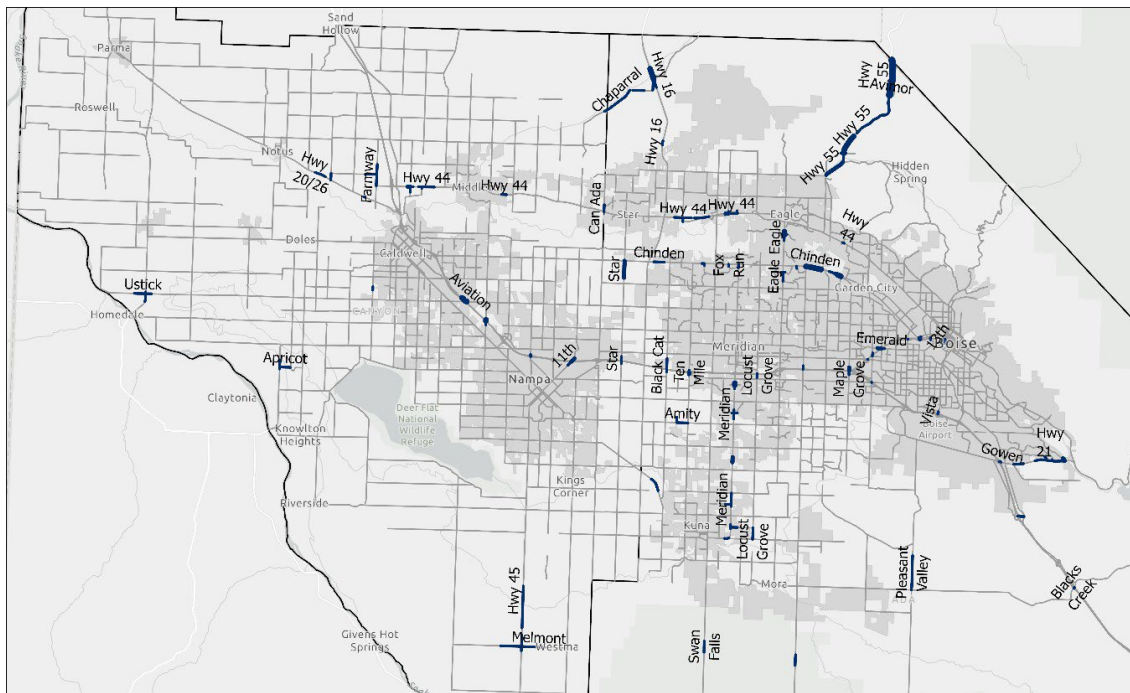 Sand
Hollow
Parma
Hwy 16
Hwy
55
Avimor
Chaparral
Roswell
Hwy 55
Hwy 16
Notus
Hwy
20/26
Parmway
Hwy 55
Hidden
Spring
Hwy 44
Hwy 44
Can Ada
Star
Hwy 44
Hwy 44
Eagle
Hwy
44
Doles
Caldwell
Star
Chinden
Fox
Run
Eagle
Eagle
Chinden
Garden City
Ustick
Homedale
Aviation
CANYON
Emerald
13th
Boise
Meridian
Apricot
11th
Star
Black Cat
Ten
Mile
Locust
Grove
Maple
Grove
Nampa
Claytonia
Deer Flat
National
Wildlife
Refuge
Amity
Meridian
Vista
Boise
Airport
Knowlton
Heights
Hwy
21
Gowen
Kings
Corner
Riverside
Meridian
Kuna
Locust
Grove
Pleasant
Valley
Mora
Blacks
Creek
Hwy 45
Givens Hot
Springs
Melmont
Swan
Falls